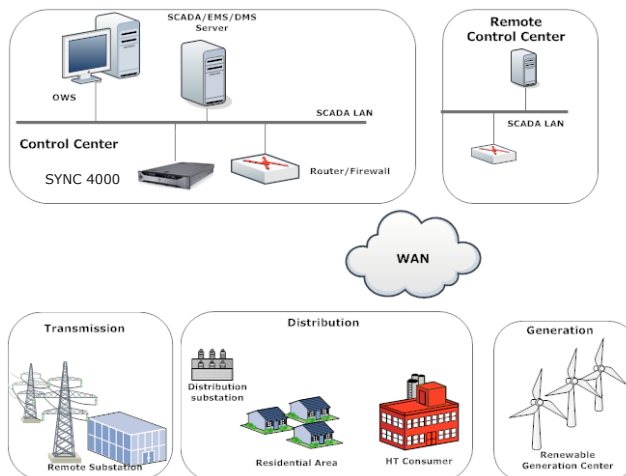 SCADA/EMS/DMS
Server
OWS
SCADA LAN
Control Center
SYNC 4000
Router/Firewall
Remote
Control Center
SCADA LAN
WAN
Transmission
Remote Substation
Distribution
Distribution
substation
Residential Area
HT Consumer
Generation
Renewable
Generation Center